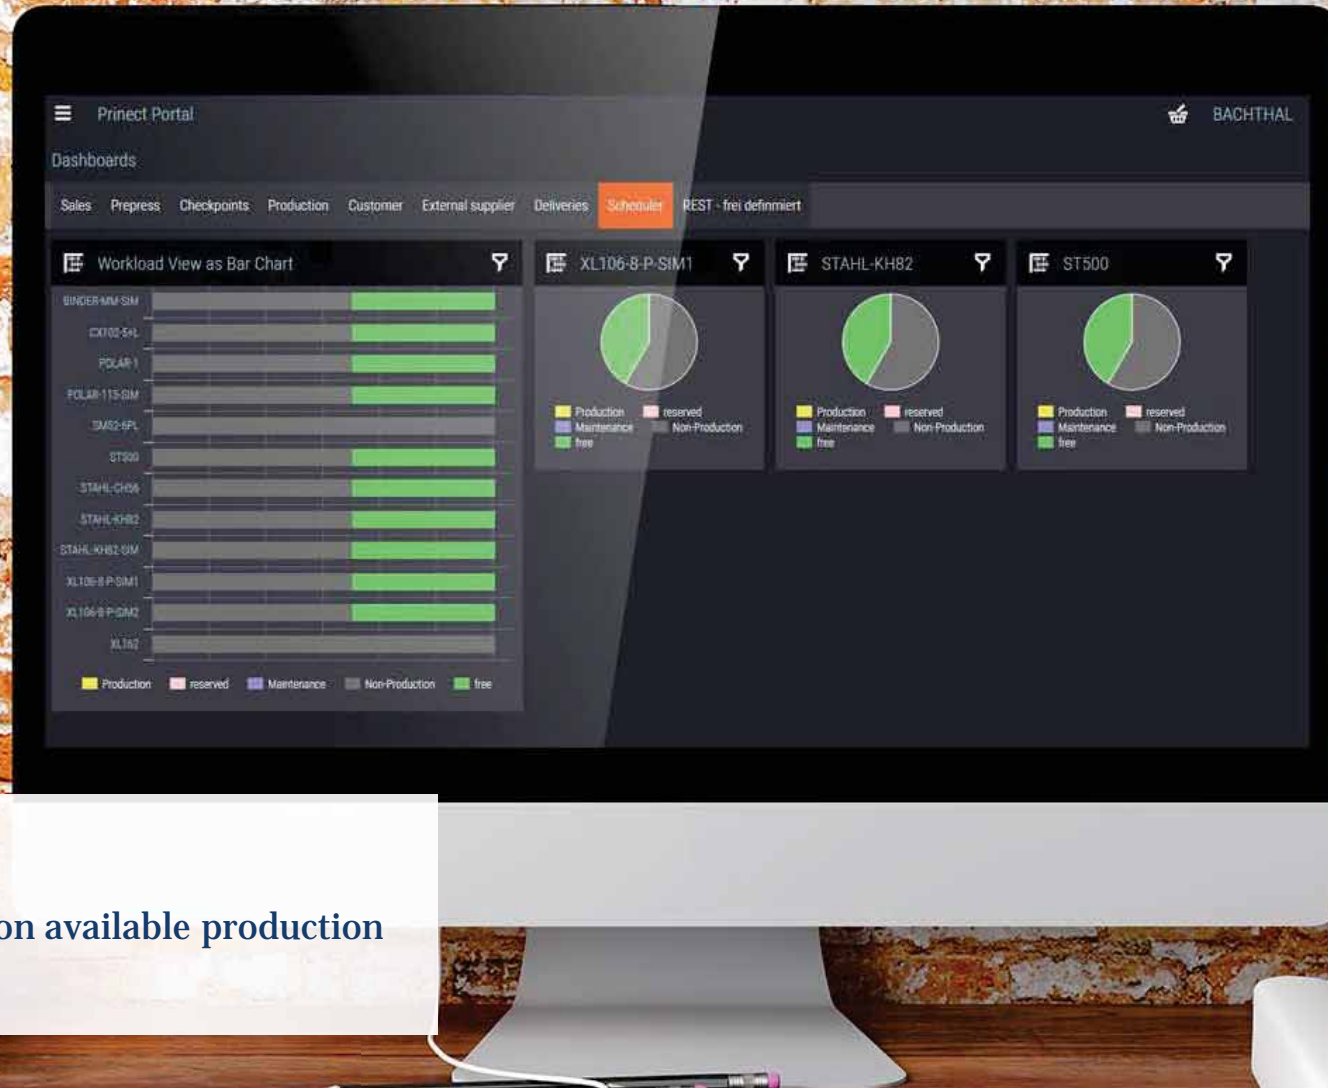 Prinect Portal
BACHTHAL
Dashboards
Sales Prepress Checkpoints Production Customer External supplier Deliveries Scheduler REST - frei definmiert
Workload View as Bar Chart
XL106-8-P-SIM1
STAHL-KH82
ST500
BINDER-MM-SIM
CX102-5+L
POLAR-1
POLAR-115-SIM
SM52-6PL
ST500
STAHL-CH56
STAHL-KH82
STAHL-KH82-SIM
XL106-8-P-SIM1
XL106-8-P-SIM2
XL162
Production reserved Maintenance Non-Production free
Production reserved
Maintenance Non-Production
free
Production reserved
Maintenance Non-Production
free
Production reserved
Maintenance Non-Production
free
on available production